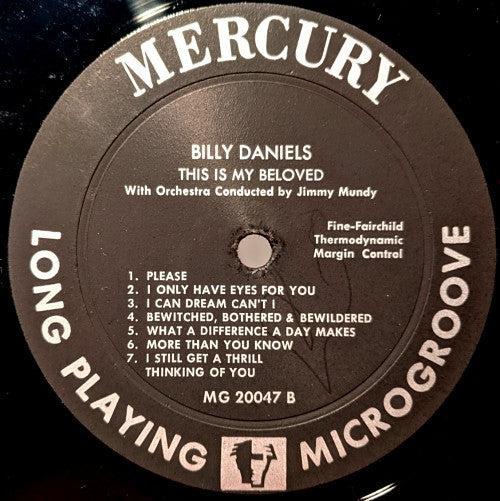 MERCURY
BILLY DANIELS
THIS IS MY BELOVED
With Orchestra Conducted by Jimmy Mundy
Fine-Fairchild
Thermodynamic
Margin Control
1. PLEASE
2. I ONLY HAVE EYES FOR YOU
3. I CAN DREAM CAN'T I
4. BEWITCHED, BOTHERED & BEWILDERED
5. WHAT A DIFFERENCE A DAY MAKES
6. MORE THAN YOU KNOW
7. I STILL GET A THRILL
THINKING OF YOU
MG 20047 B
LONG PLAYING MICROGROOVE